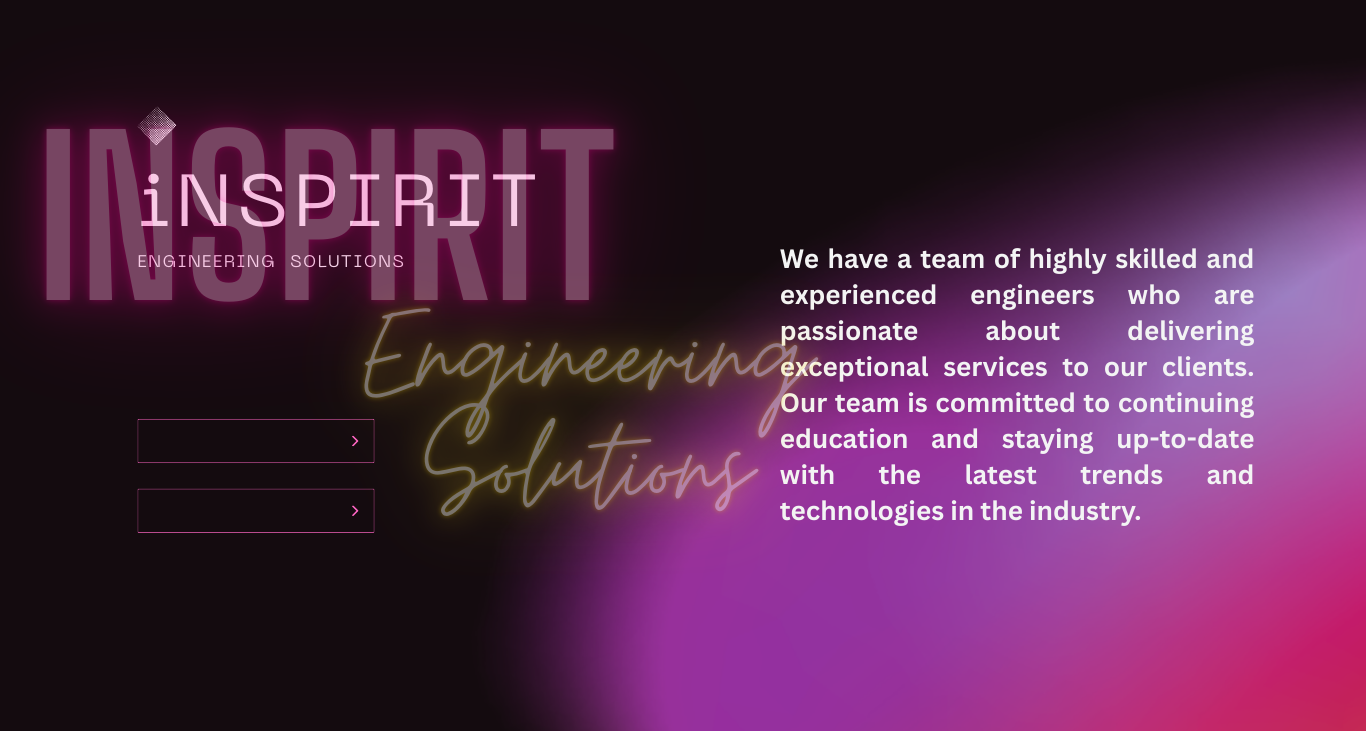 INSPIRIT
iNSPIRIT
ENGINEERING SOLUTIONS
Engineering
Solutions
We have a team of highly skilled and
experienced engineers who are
passionate about delivering
exceptional services to our clients.
Our team is committed to continuing
education and staying up-to-date
with the latest trends and
technologies in the industry.